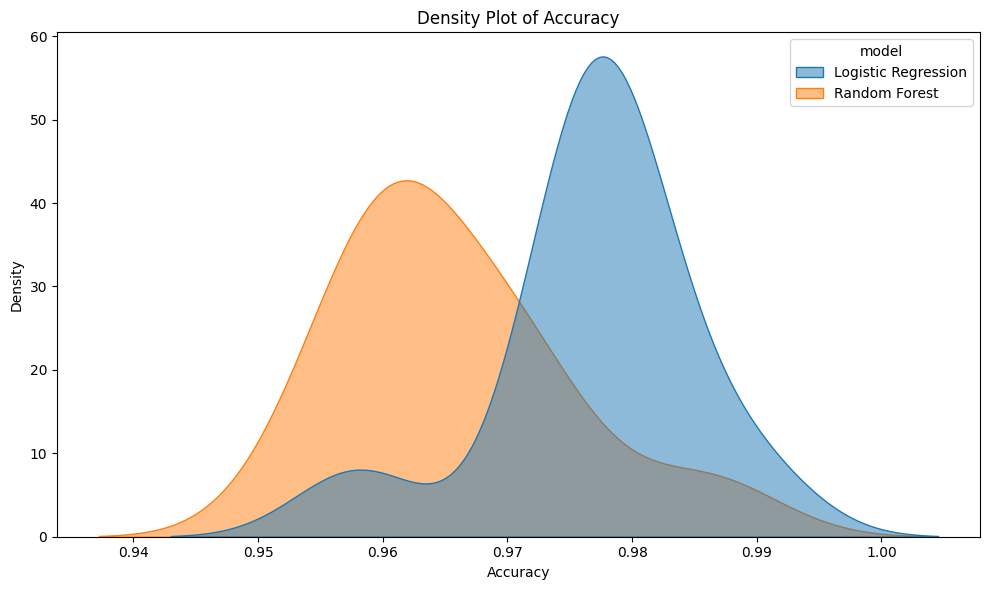 Density Plot of Accuracy
model
Logistic Regression
Random Forest
Density
60
50
40
30
20
10
0
0.94 0.95 0.96 0.97 0.98 0.99 1.00
Accuracy